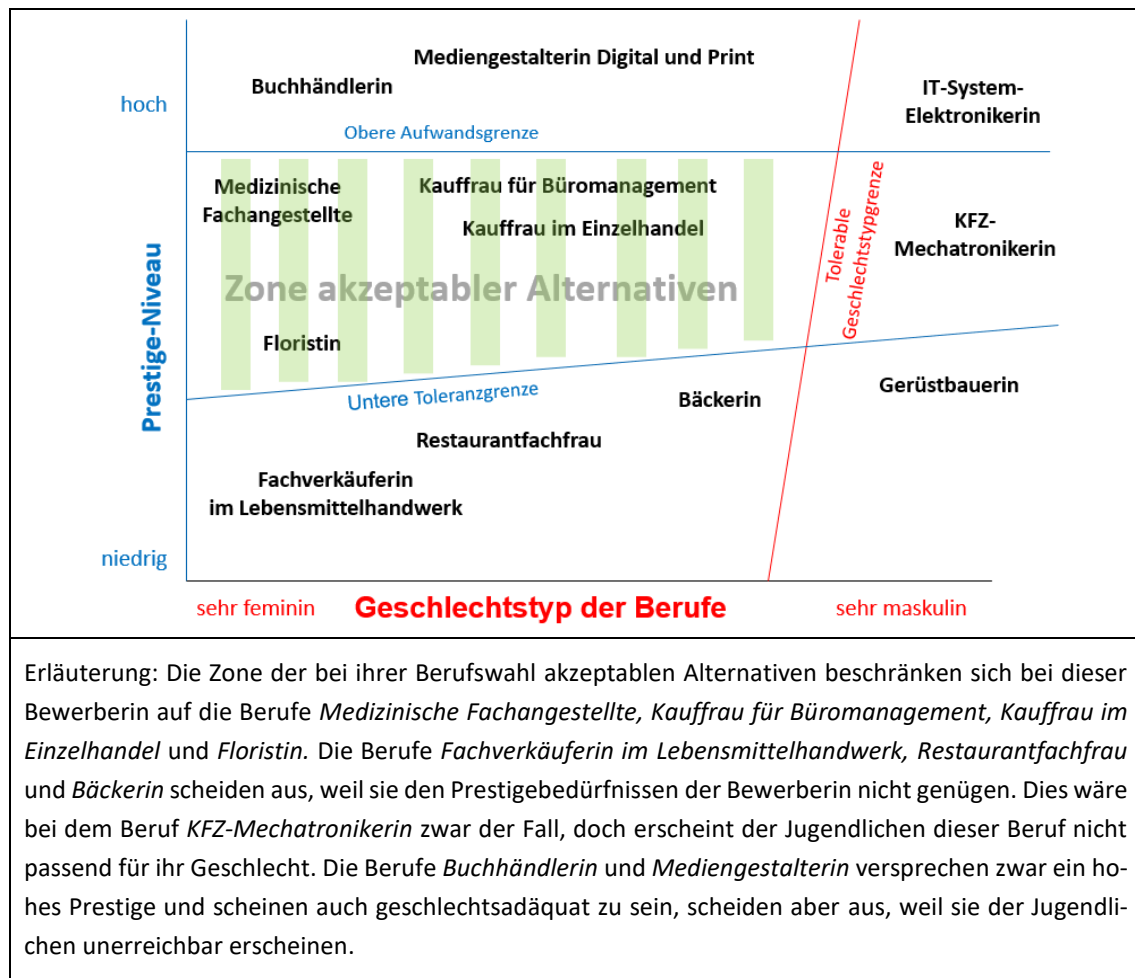 Mediengestalterin Digital und Print
Buchhändlerin
IT-System-
Elektronikerin
hoch
Obere Aufwandsgrenze
Medizinische
Fachangestellte
Kauffrau für Büromanagement
Kauffrau im Einzelhandel
Tolerable
Geschlechtstypgrenze
KFZ-
Mechatronikerin
Zone akzeptabler Alternativen
Prestige-Niveau
Floristin
Untere Toleranzgrenze
Bäckerin
Gerüstbauerin
Restaurantfachfrau
Fachverkäuferin
im Lebensmittelhandwerk
niedrig
sehr feminin
Geschlechtstyp der Berufe
sehr maskulin
Erläuterung: Die Zone der bei ihrer Berufswahl akzeptablen Alternativen beschränken sich bei dieser
Bewerberin auf die Berufe Medizinische Fachangestellte, Kauffrau für Büromanagement, Kauffrau im
Einzelhandel und Floristin. Die Berufe Fachverkäuferin im Lebensmittelhandwerk, Restaurantfachfrau
und Bäckerin scheiden aus, weil sie den Prestigebedürfnissen der Bewerberin nicht genügen. Dies wäre
bei dem Beruf KFZ-Mechatronikerin zwar der Fall, doch erscheint der Jugendlichen dieser Beruf nicht
passend für ihr Geschlecht. Die Berufe Buchhändlerin und Mediengestalterin versprechen zwar ein ho-
hes Prestige und scheinen auch geschlechtsadäquat zu sein, scheiden aber aus, weil sie der Jugendli-
chen unerreichbar erscheinen.